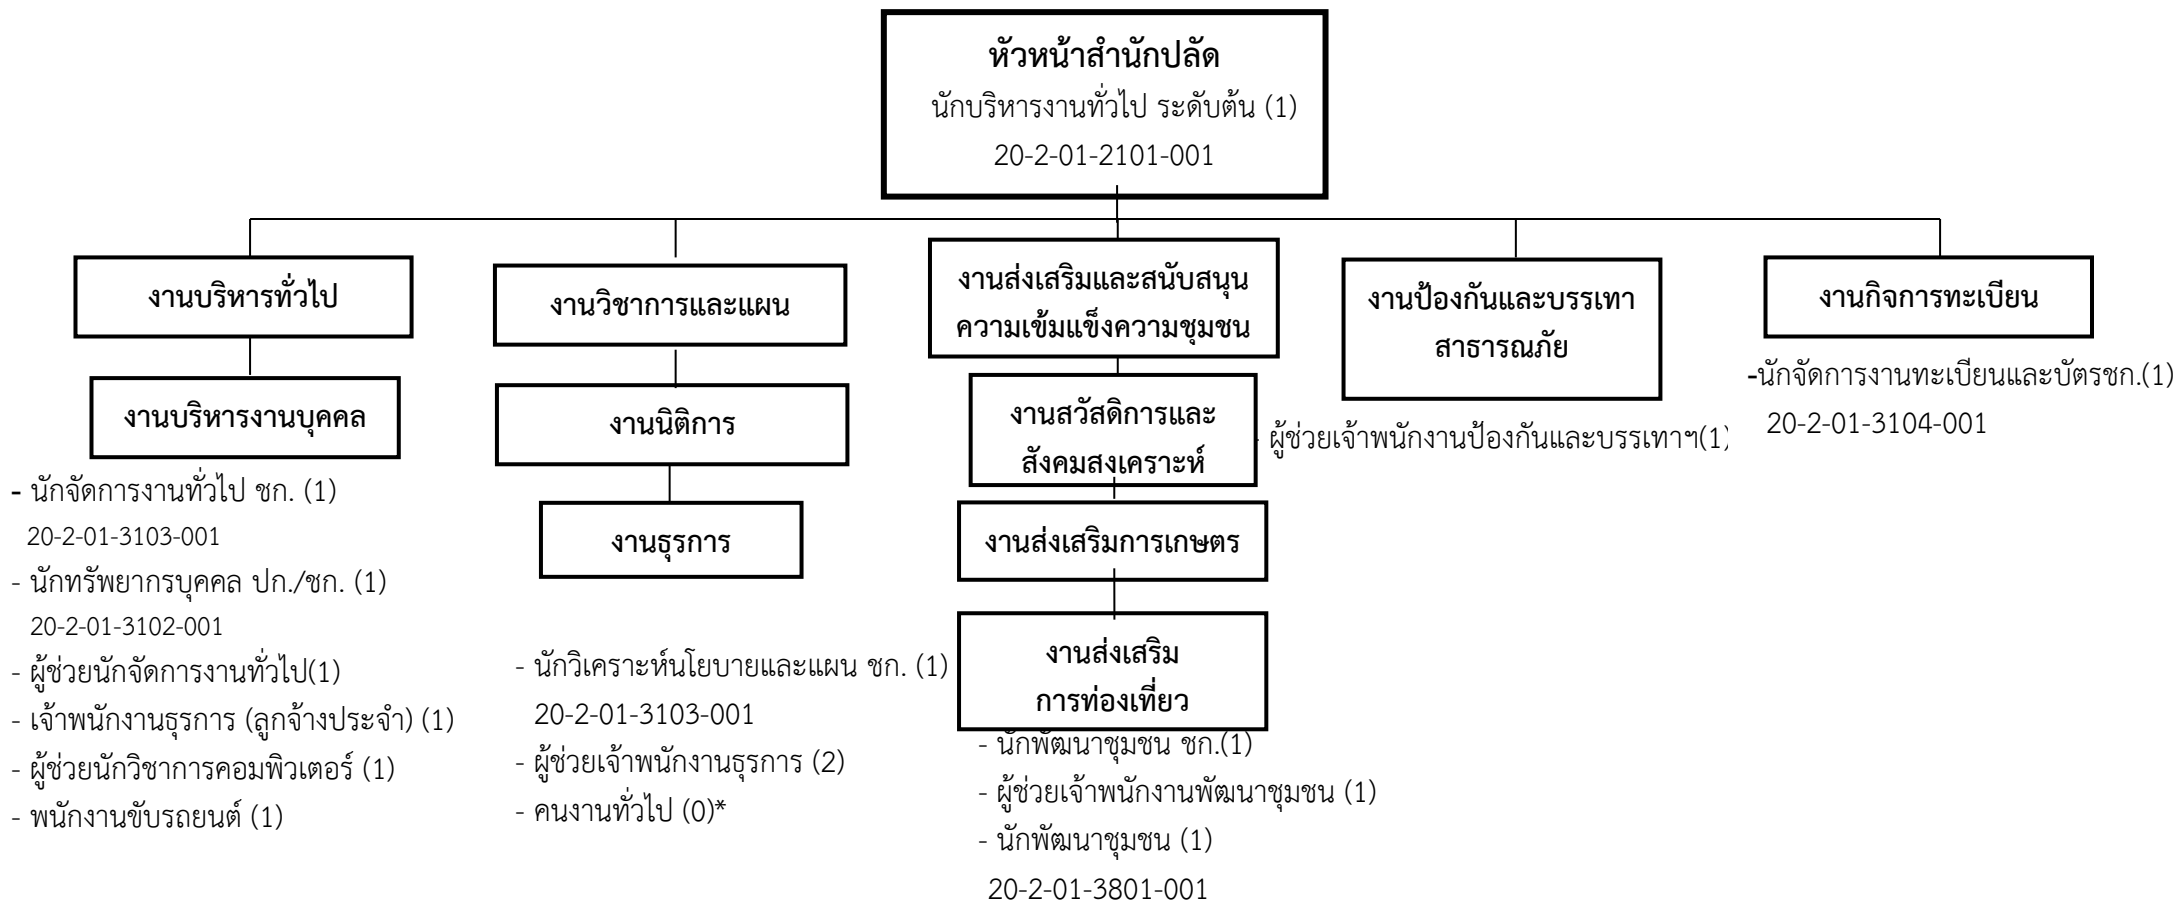 หัวหน้าสำนักปลัด
นักบริหารงานทั่วไป ระดับต้น (1)
20-2-01-2101-001
งานบริหารทั่วไป
งานบริหารงานบุคคล
- นักจัดการงานทั่วไป ชก. (1)
20-2-01-3103-001
- นักทรัพยากรบุคคล ปก./ชก. (1)
20-2-01-3102-001
- ผู้ช่วยนักจัดการงานทั่วไป(1)
- เจ้าพนักงานธุรการ (ลูกจ้างประจำ) (1)
- ผู้ช่วยนักวิชาการคอมพิวเตอร์ (1)
- พนักงานขับรถยนต์ (1)
งานวิชาการและแผน
งานนิติการ
งานธุรการ
- นักวิเคราะห์นโยบายและแผน ชก. (1)
20-2-01-3103-001
- ผู้ช่วยเจ้าพนักงานธุรการ (2)
- คนงานทั่วไป (0)*
งานส่งเสริมและสนับสนุน
ความเข้มแข็งความชุมชน
งานสวัสดิการและ
สังคมสงเคราะห์
งานส่งเสริมการเกษตร
งานส่งเสริม
การท่องเที่ยว
- นักพัฒนาชุมชน ชก.(1)
- ผู้ช่วยเจ้าพนักงานพัฒนาชุมชน (1)
- นักพัฒนาชุมชน (1)
20-2-01-3801-001
งานป้องกันและบรรเทา
สาธารณภัย
- ผู้ช่วยเจ้าพนักงานป้องกันและบรรเทาฯ(1)
งานกิจการทะเบียน
-นักจัดการงานทะเบียนและบัตรชก.(1)
20-2-01-3104-001